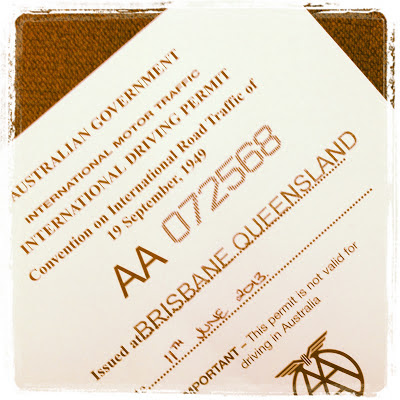 AUSTRALIAN GOVERNMENT
INTERNATIONAL MOTOR TRAFFIC
INTERNATIONAL DRIVING PERMIT
Convention on International Road Traffic of
19 September, 1949
AA 072568
Issued at BRISBANE QUEENSLAND
11TH JUNE 2013
IMPORTANT – This permit is not valid for
driving in Australia
AAA